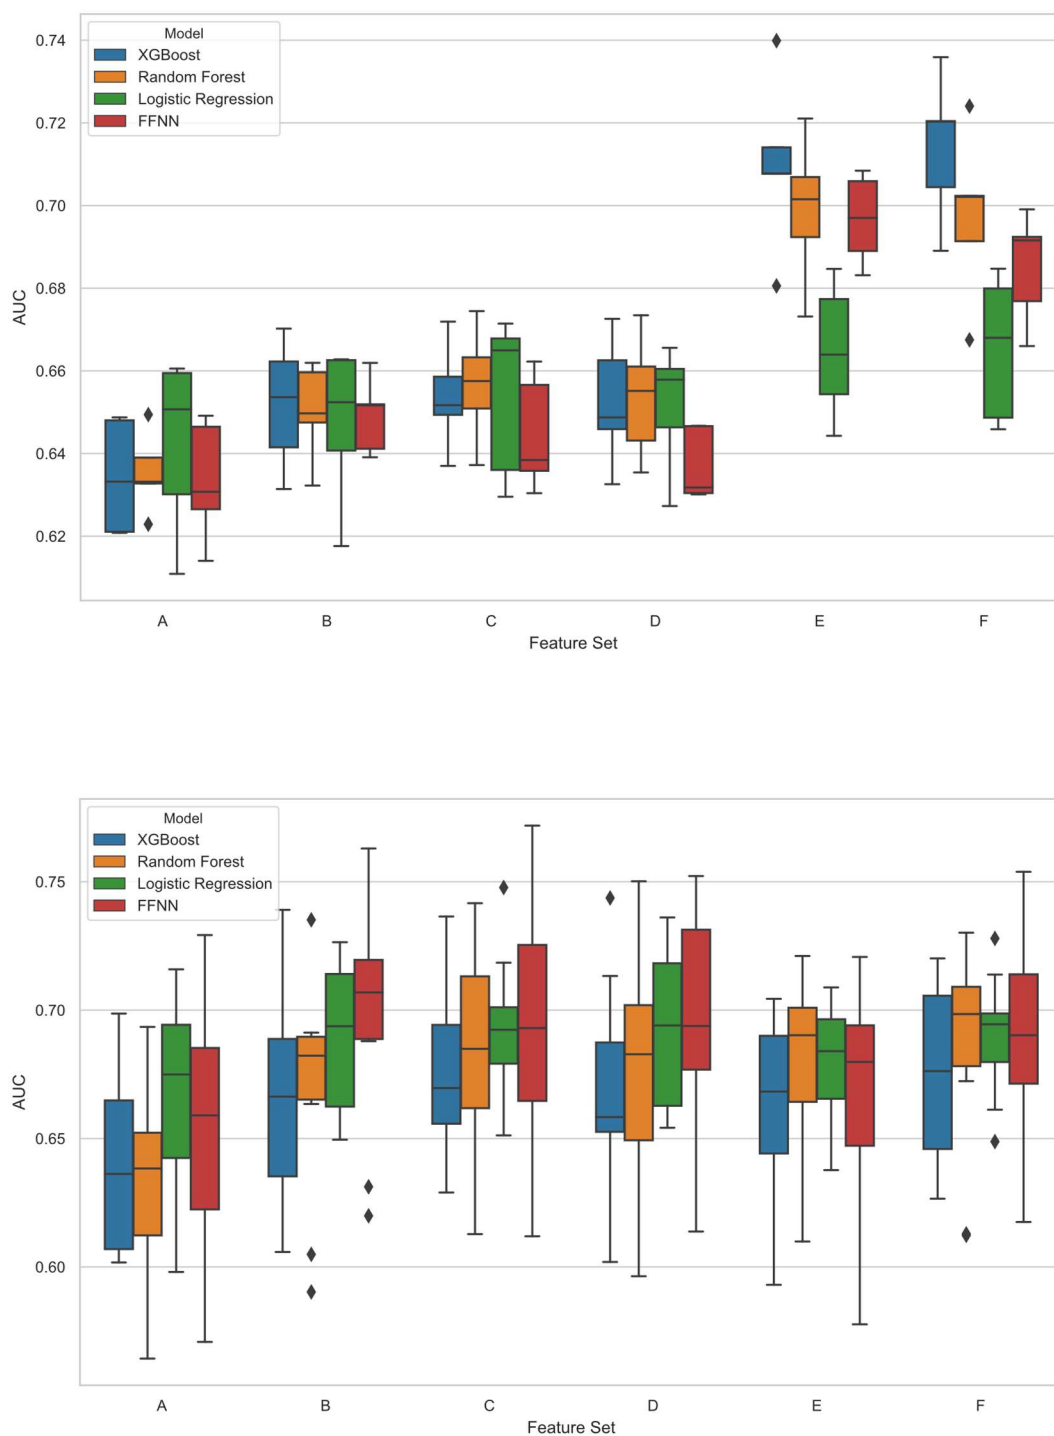 Model
XGBoost
Random Forest
Logistic Regression
FFNN
0.74
0.72
0.70
0.68
0.66
0.64
0.62
AUC
A B C D E F
Feature Set
Model
XGBoost
Random Forest
Logistic Regression
FFNN
0.75
0.70
0.65
0.60
AUC
A B C D E F
Feature Set